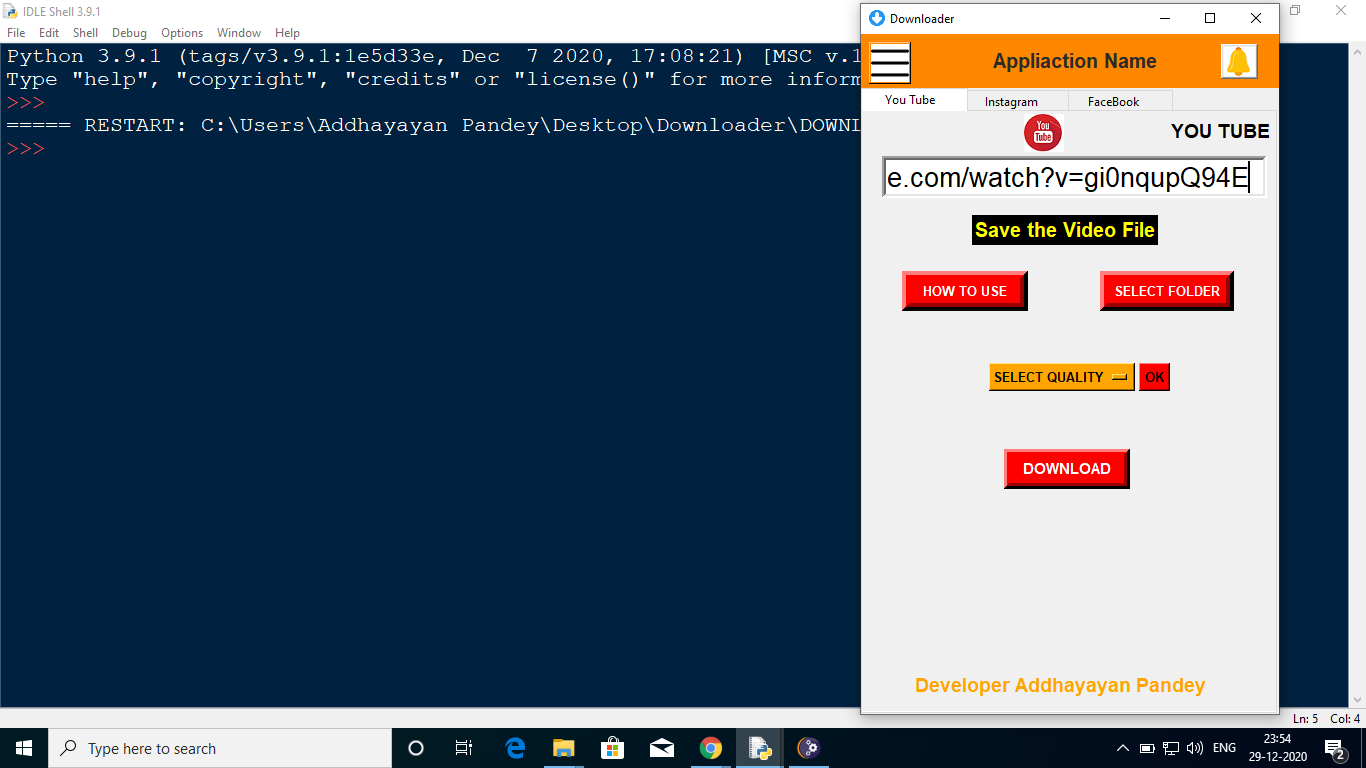 IDLE Shell 3.9.1
File Edit Shell Debug Options Window Help
Python 3.9.1 (tags/v3.9.1:1e5d33e, Dec  7 2020, 17:08:21) [MSC v.1
Type "help", "copyright", "credits" or "license()" for more inform
>>>
===== RESTART: C:\Users\Addhayayan Pandey\Desktop\Downloader\DOWN
>>>
Downloader
Appliaction Name
You Tube Instagram FaceBook
You
Tube
YOU TUBE
e.com/watch?v=gi0nqupQ94E
Save the Video File
HOW TO USE SELECT FOLDER
SELECT QUALITY OK
DOWNLOAD
Developer Addhayayan Pandey
Ln: 5 Col: 4
Type here to search
ENG
23:54
29-12-2020
2